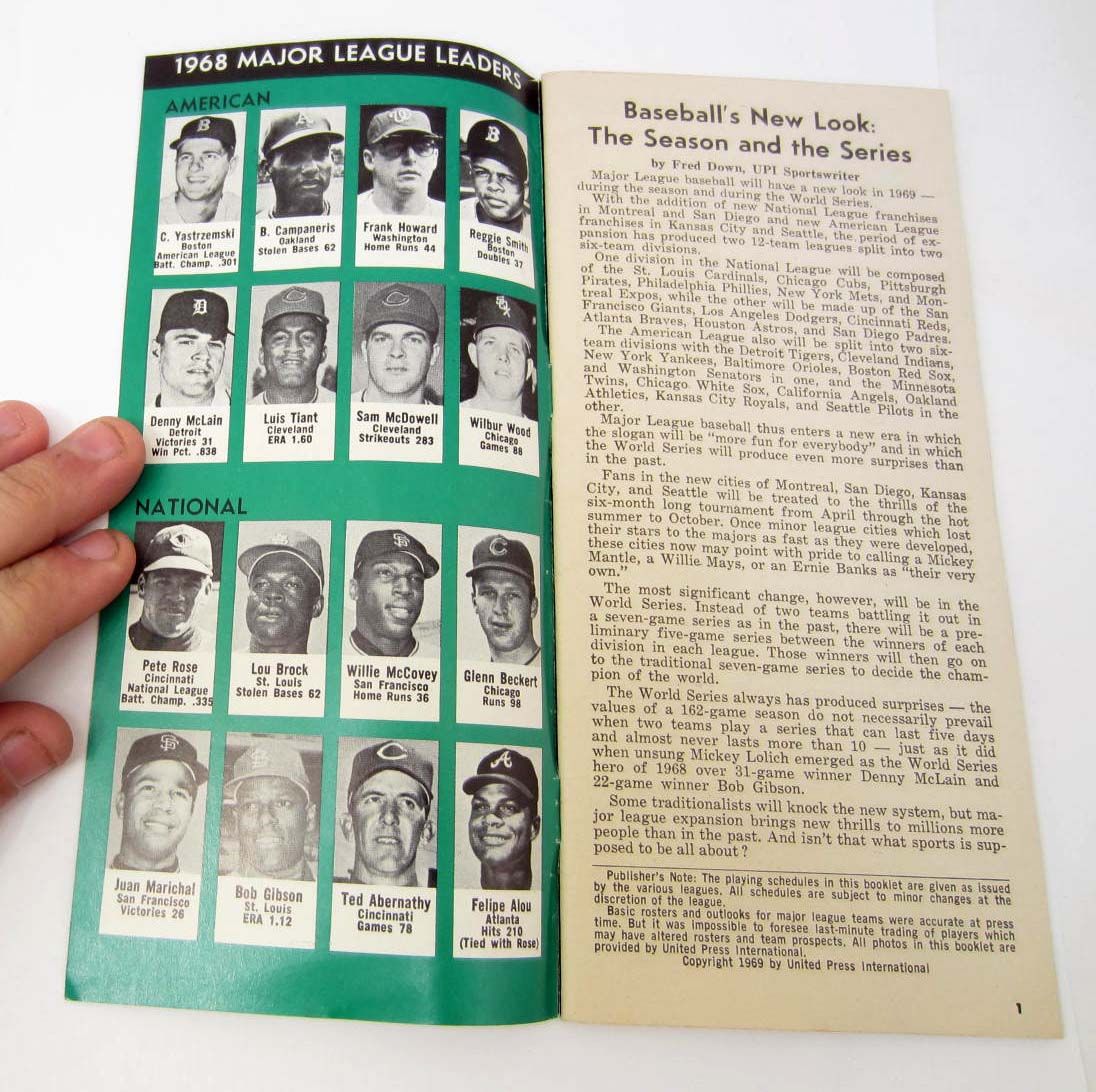 1968 MAJOR LEAGUE LEADERS
AMERICAN
C. Yastrzemski
Boston
American League
Batt. Champ. .301
B. Campaneris
Oakland
Stolen Bases 62
Frank Howard
Washington
Home Runs 44
Reggie Smith
Boston
Doubles 37
Denny McLain
Detroit
Victories 31
Win Pct. .838
Luis Tiant
Cleveland
ERA 1.60
Sam McDowell
Cleveland
Strikeouts 283
Wilbur Wood
Chicago
Games 88
NATIONAL
Pete Rose
Cincinnati
National League
Batt. Champ. .335
Lou Brock
St. Louis
Stolen Bases 62
Willie McCovey
San Francisco
Home Runs 36
Glenn Beckert
Chicago
Runs 98
Juan Marichal
San Francisco
Victories 26
Bob Gibson
St. Louis
ERA 1.12
Ted Abernathy
Cincinnati
Games 78
Felipe Alou
Atlanta
Hits 210
(Tied with Rose)
Baseball's New Look:
The Season and the Series
by Fred Down, UPI Sportswriter
Major League baseball will have a new look in 1969 —
during the season and during the World Series.
With the addition of new National League franchises
in Montreal and San Diego and new American League
franchises in Kansas City and Seattle, the period of ex-
pansion has produced two 12-team leagues split into two
six-team divisions.
One division in the National League will be composed
of the St. Louis Cardinals, Chicago Cubs, Pittsburgh
Pirates, Philadelphia Phillies, New York Mets, and Mon-
treal Expos, while the other will be made up of the San
Francisco Giants, Los Angeles Dodgers, Cincinnati Reds,
Atlanta Braves, Houston Astros, and San Diego Padres.
The American League also will be split into two six-
team divisions with the Detroit Tigers, Cleveland Indians,
New York Yankees, Baltimore Orioles, Boston Red Sox,
and Washington Senators in one, and the Minnesota
Twins, Chicago White Sox, California Angels, Oakland
Athletics, Kansas City Royals, and Seattle Pilots in the
other.
Major League baseball thus enters a new era in which
the slogan will be "more fun for everybody" and in which
the World Series will produce even more surprises than
in the past.
Fans in the new cities of Montreal, San Diego, Kansas
City, and Seattle will be treated to the thrills of the
six-month long tournament from April through the hot
summer to October. Once minor league cities which lost
their stars to the majors as fast as they were developed,
these cities now may point with pride to calling a Mickey
Mantle, a Willie Mays, or an Ernie Banks as "their very
own."
The most significant change, however, will be in the
World Series. Instead of two teams battling it out in
a seven-game series as in the past, there will be a pre-
liminary five-game series between the winners of each
division in each league. Those winners will then go on
to the traditional seven-game series to decide the cham-
pion of the world.
The World Series always has produced surprises — the
values of a 162-game season do not necessarily prevail
when two teams play a series that can last five days
and almost never lasts more than 10 — just as it did
when unsung Mickey Lolich emerged as the World Series
hero of 1968 over 31-game winner Denny McLain and
22-game winner Bob Gibson.
Some traditionalists will knock the new system, but ma-
jor league expansion brings new thrills to millions more
people than in the past. And isn't that what sports is sup-
posed to be all about?
Publisher's Note: The playing schedules in this booklet are given as issued
by the various leagues. All schedules are subject to minor changes at the
discretion of the league.
Basic rosters and outlooks for major league teams were accurate at press
time. But it was impossible to foresee last-minute trading of players which
may have altered rosters and team prospects. All photos in this booklet are
provided by United Press International.
Copyright 1969 by United Press International
1